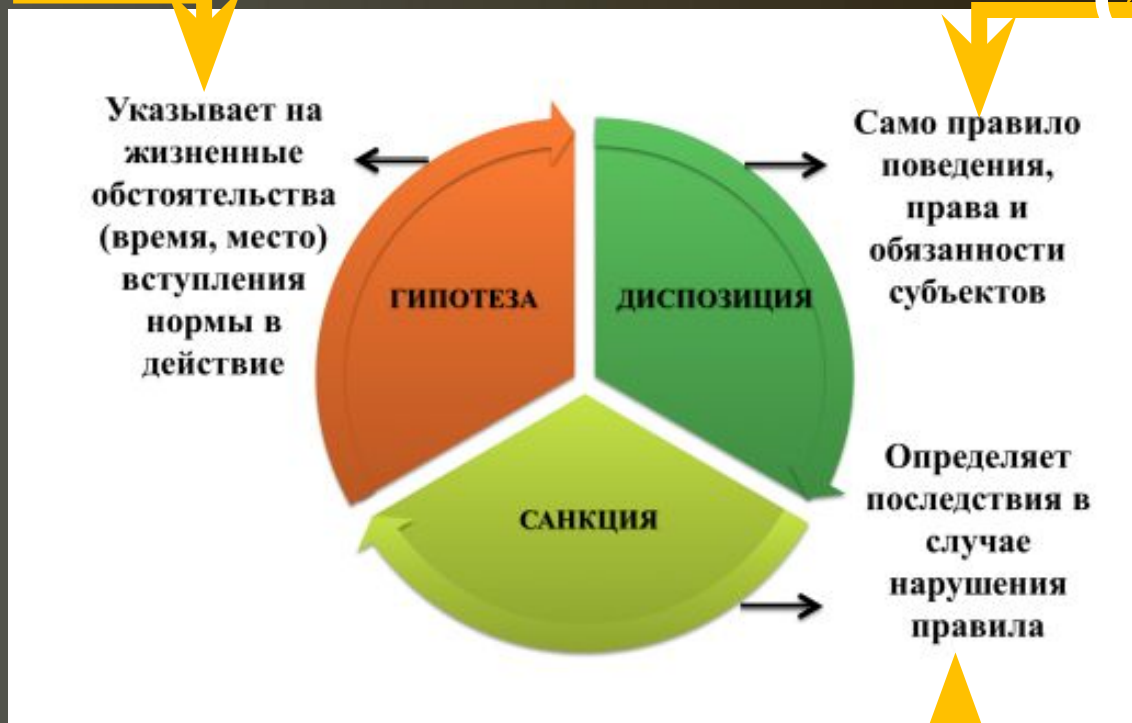 Указывает на
жизненные
обстоятельства
(время, место)
вступления
нормы в
действие
ГИПОТЕЗА
ДИСПОЗИЦИЯ
Само правило
поведения,
права и
обязанности
субъектов
САНКЦИЯ
Определяет
последствия в
случае
нарушения
правила